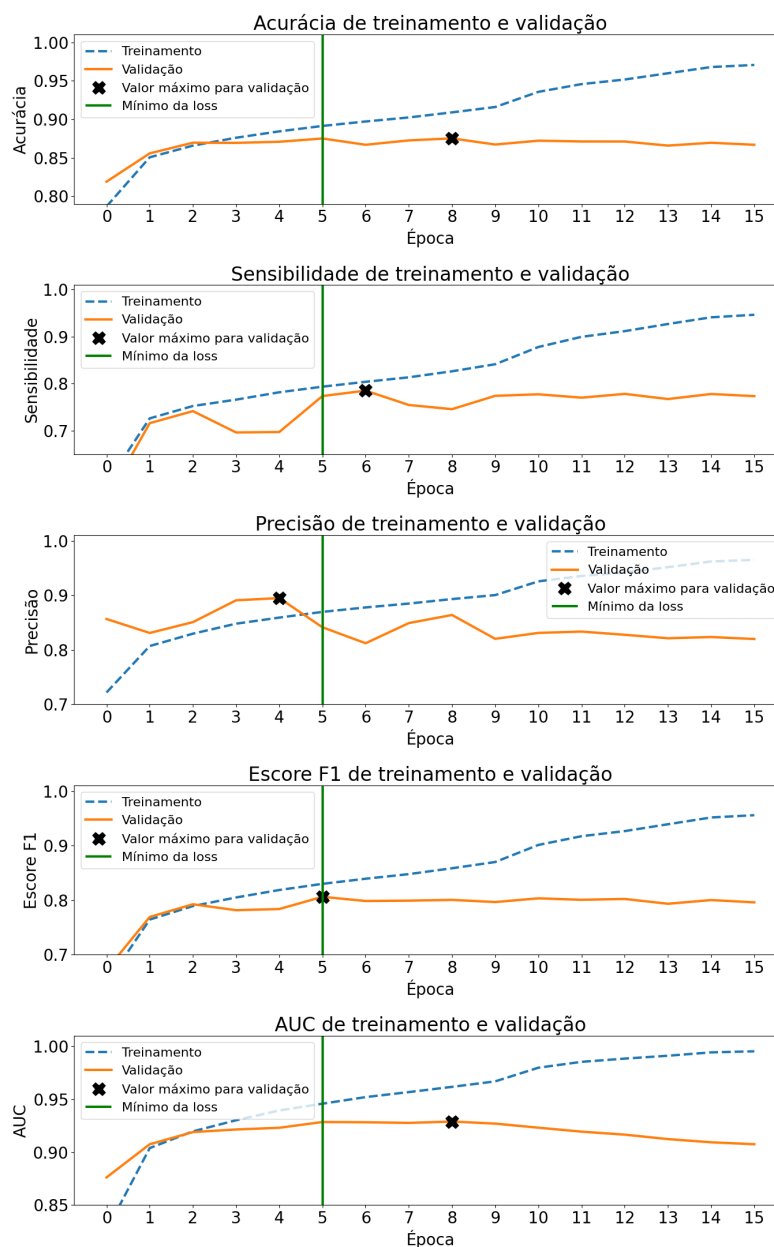 Acurácia de treinamento e validação
1.00
0.95
0.90
0.85
0.80
Acurácia
Treinamento
Validação
Valor máximo para validação
Mínimo da loss
0 1 2 3 4 5 6 7 8 9 10 11 12 13 14 15
Época
Sensibilidade de treinamento e validação
1.0
0.9
0.8
0.7
Sensibilidade
Treinamento
Validação
Valor máximo para validação
Mínimo da loss
0 1 2 3 4 5 6 7 8 9 10 11 12 13 14 15
Época
Precisão de treinamento e validação
1.0
0.9
0.8
0.7
Precisão
Treinamento
Validação
Valor máximo para validação
Mínimo da loss
0 1 2 3 4 5 6 7 8 9 10 11 12 13 14 15
Época
Escore F1 de treinamento e validação
1.0
0.9
0.8
0.7
Escore F1
Treinamento
Validação
Valor máximo para validação
Mínimo da loss
0 1 2 3 4 5 6 7 8 9 10 11 12 13 14 15
Época
AUC de treinamento e validação
1.00
0.95
0.90
0.85
AUC
Treinamento
Validação
Valor máximo para validação
Mínimo da loss
0 1 2 3 4 5 6 7 8 9 10 11 12 13 14 15
Época